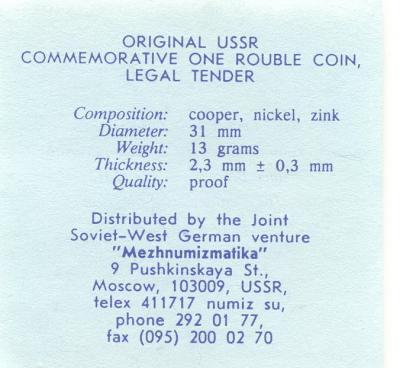 ORIGINAL USSR
COMMEMORATIVE ONE ROUBLE COIN,
LEGAL TENDER
Composition: cooper, nickel, zink
Diameter: 31 mm
Weight: 13 grams
Thickness: 2,3 mm ± 0,3 mm
Quality: proof
Distributed by the Joint
Soviet-West German venture
"Mezhnumizmatika"
9 Pushkinskaya St.,
Moscow, 103009, USSR,
telex 411717 numiz su,
phone 292 01 77,
fax (095) 200 02 70